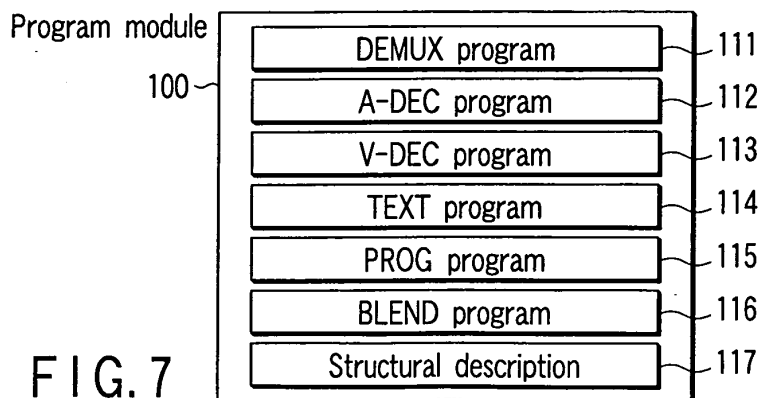 Program module
100
DEMUX program 111
A-DEC program 112
V-DEC program 113
TEXT program 114
PROG program 115
BLEND program 116
Structural description 117
FIG. 7